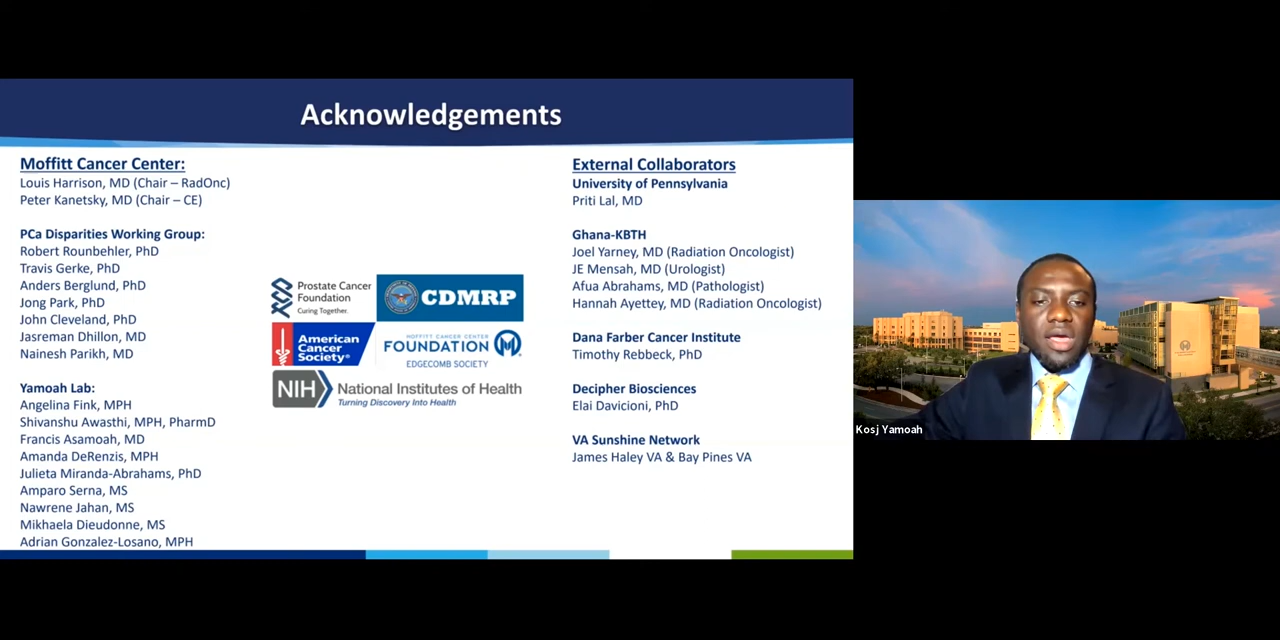 Acknowledgements
Moffitt Cancer Center:
Louis Harrison, MD (Chair – RadOnc)
Peter Kanetsky, MD (Chair – CE)
PCa Disparities Working Group:
Robert Rounbehler, PhD
Travis Gerke, PhD
Anders Berglund, PhD
Jong Park, PhD
John Cleveland, PhD
Jasreman Dhillon, MD
Nainesh Parikh, MD
Yamoah Lab:
Angelina Fink, MPH
Shivanshu Awasthi, MPH, PharmD
Francis Asamoah, MD
Amanda DeRenzis, MPH
Julieta Miranda-Abrahams, PhD
Amparo Serna, MS
Nawrene Jahan, MS
Mikhaela Dieudonne, MS
Adrian Gonzalez-Losano, MPH
Prostate Cancer
Foundation
Curing Together.
CDMRP
American
Cancer
Society®
MOFFITT CANCER CENTER
FOUNDATION
EDGECOMB SOCIETY
NIH
National Institutes of Health
Turning Discovery Into Health
External Collaborators
University of Pennsylvania
Priti Lal, MD
Ghana-KBTH
Joel Yarney, MD (Radiation Oncologist)
JE Mensah, MD (Urologist)
Afua Abrahams, MD (Pathologist)
Hannah Ayettey, MD (Radiation Oncologist)
Dana Farber Cancer Institute
Timothy Rebbeck, PhD
Decipher Biosciences
Elai Davicioni, PhD
VA Sunshine Network
James Haley VA & Bay Pines VA
Kosj Yamoah